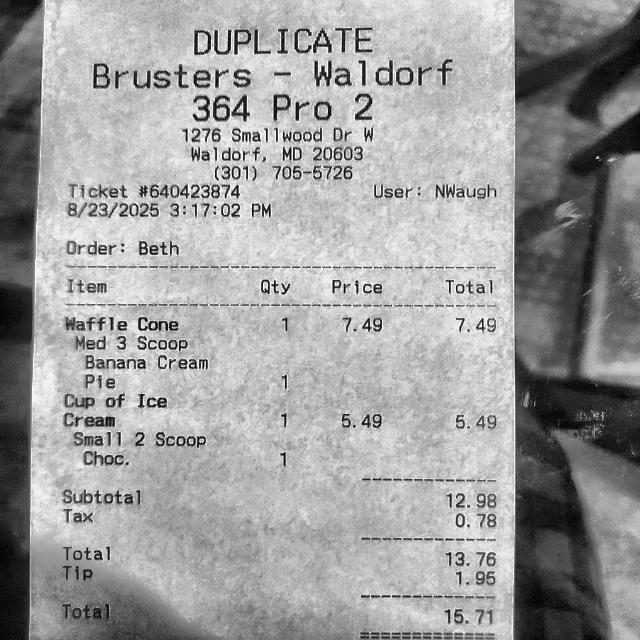 DUPLICATE
Brusters - Waldorf
364 Pro 2
1276 Smallwood Dr W
Waldorf, MD 20603
(301) 705-5726
Ticket #640423874 User: NWaugh
8/23/2025 3:17:02 PM
Order: Beth
Item Qty Price Total
Waffle Cone 1 7.49 7.49
Med 3 Scoop
Banana Cream
Pie 1
Cup of Ice
Cream 1 5.49 5.49
Small 2 Scoop
Choc. 1
Subtotal 12.98
Tax 0.78
Total 13.76
Tip 1.95
Total 15.71